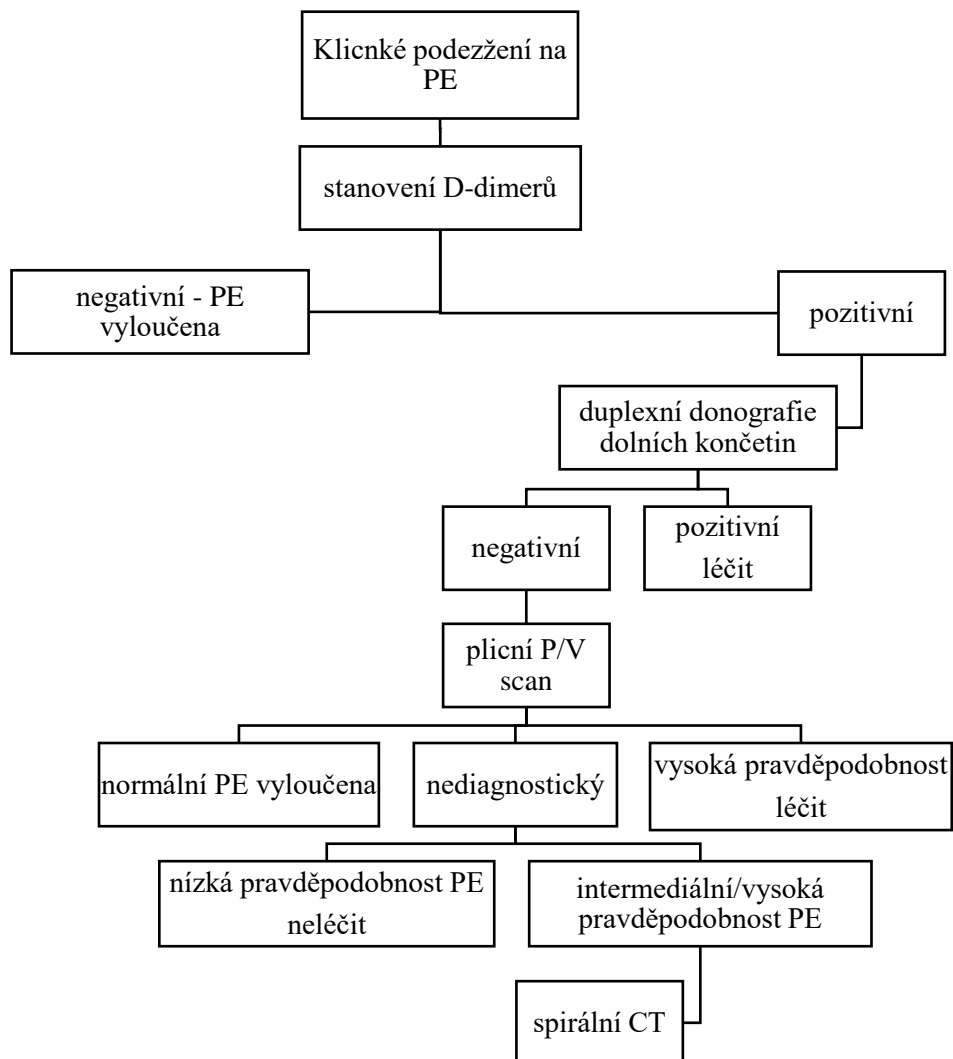 Klicnké podezžení na
PE
stanovení D-dimerů
negativní - PE
vyloučena
pozitivní
duplexní donografie
dolních končetin
negativní
pozitivní
léčit
plicní P/V
scan
normální PE vyloučena
nediagnostický
vysoká pravděpodobnost
léčit
nízká pravděpodobnost PE
neléčit
intermediální/vysoká
pravděpodobnost PE
spirální CT